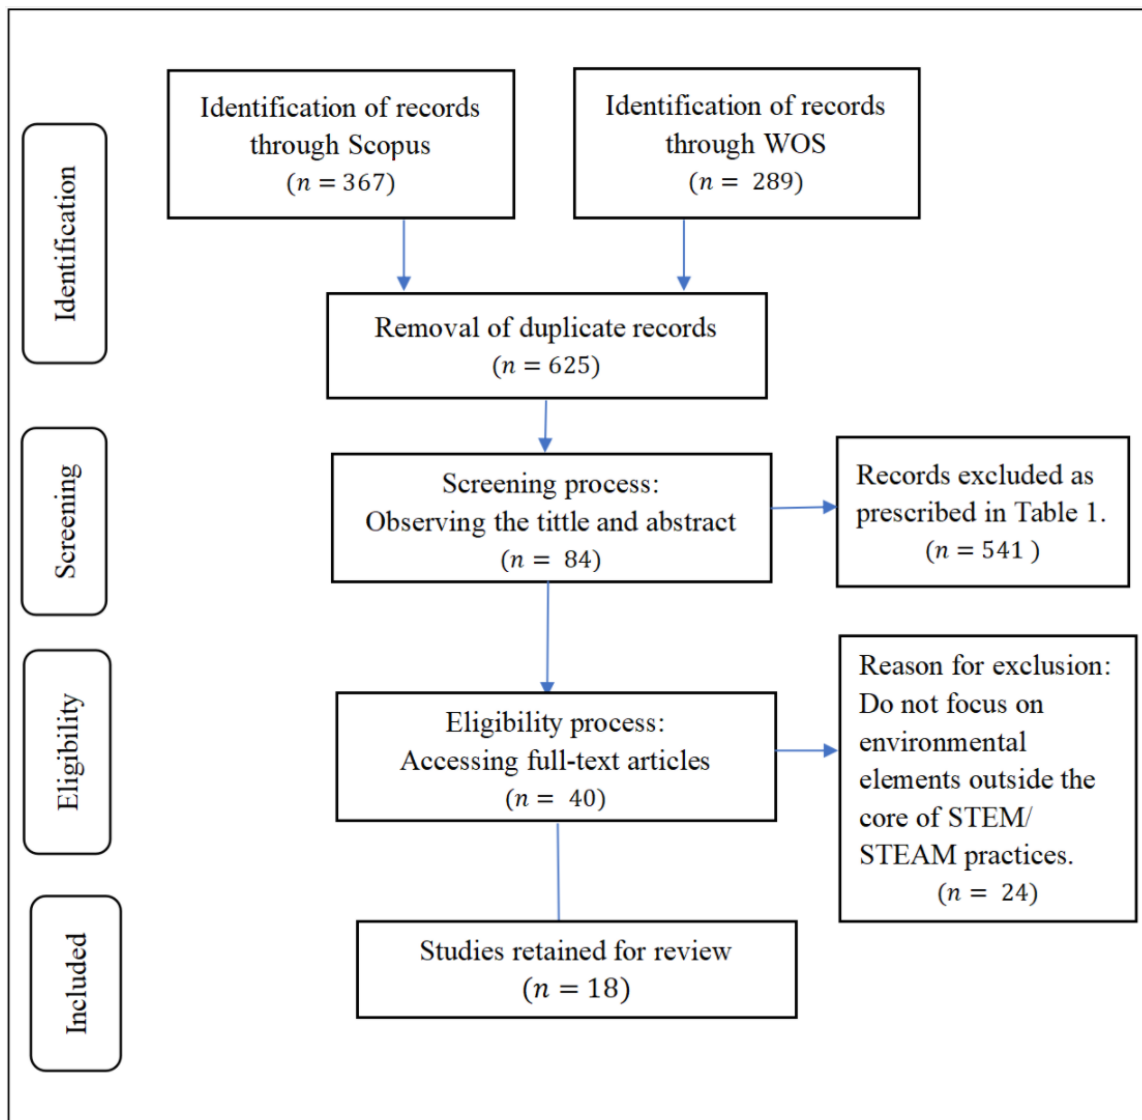 Identification
Identification of records
through Scopus
(n = 367)
Identification of records
through WOS
(n = 289)
Removal of duplicate records
(n = 625)
Screening
Screening process:
Observing the tittle and abstract
(n = 84)
Records excluded as
prescribed in Table 1.
(n = 541 )
Eligibility
Eligibility process:
Accessing full-text articles
(n = 40)
Reason for exclusion:
Do not focus on
environmental
elements outside the
core of STEM/
STEAM practices.
(n = 24)
Included
Studies retained for review
(n = 18)